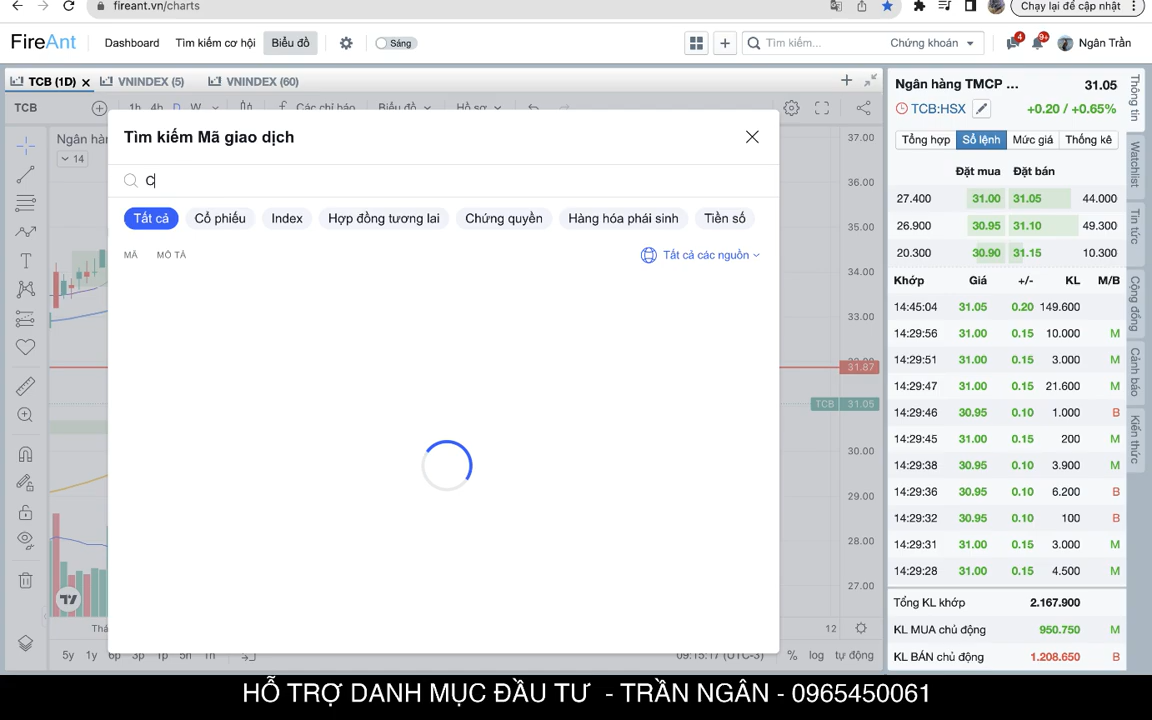 fireant.vn/charts
Chạy lại để cập nhật
FireAnt
Dashboard
Tìm kiếm cơ hội
Biểu đồ
Sáng
Tìm kiếm...
Chứng khoán
4
9+
Ngân Trần
TCB (1D)
VNINDEX (5)
VNINDEX (60)
TCB
1h 4h D W
Các chỉ báo
Biểu đồ
Hồ sơ
Ngân hàn
14
Tìm kiếm Mã giao dịch
C
Tất cả
Cổ phiếu
Index
Hợp đồng tương lai
Chứng quyền
Hàng hóa phái sinh
Tiền số
MÃ
MÔ TẢ
Tất cả các nguồn
37.00
36.00
35.00
34.00
33.00
31.87
TCB 31.05
30.00
29.00
28.00
27.00
Thá
12
5y 1y 6p 3p 1p 5n 1n
09:15:17 (UTC-3)
% log tự động
Ngân hàng TMCP ...
31.05
TCB:HSX
+0.20 / +0.65%
Tổng hợp
Sổ lệnh
Mức giá
Thống kê
Đặt mua Đặt bán
27.400 31.00 31.05 44.000
26.900 30.95 31.10 49.300
20.300 30.90 31.15 10.300
Khớp Giá +/- KL M/B
14:45:04 31.05 0.20 149.600
14:29:56 31.00 0.15 10.000 M
14:29:51 31.00 0.15 3.000 M
14:29:47 31.00 0.15 21.600 M
14:29:46 30.95 0.10 1.000 B
14:29:45 31.00 0.15 200 M
14:29:38 30.95 0.10 3.900 M
14:29:36 30.95 0.10 6.200 B
14:29:32 30.95 0.10 100 B
14:29:31 31.00 0.15 3.000 M
14:29:28 31.00 0.15 4.500 M
Tổng KL khớp 2.167.900
KL MUA chủ động 950.750 M
KL BÁN chủ động 1.208.650 B
Thông tin
Watchlist
Tin tức
Cộng đồng
Cảnh báo
Kiến thức
HỖ TRỢ DANH MỤC ĐẦU TƯ - TRẦN NGÂN - 0965450061